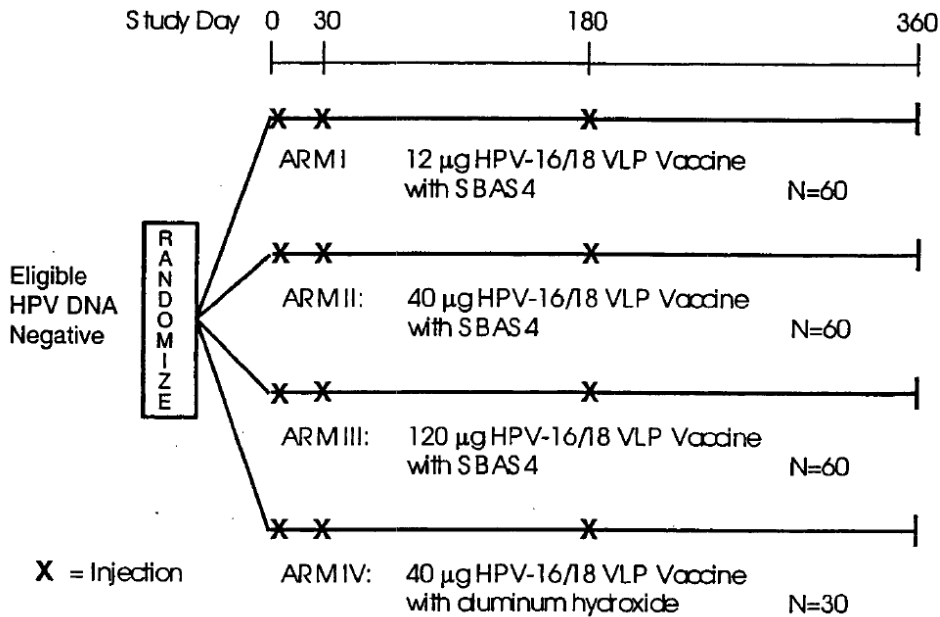 Study Day 0 30 180 360
X X X
ARM I 12 µg HPV-16/18 VLP Vaccine
with SBAS4 N=60
RANDOMIZE
X X X
Eligible
HPV DNA
Negative
ARM II: 40 µg HPV-16/18 VLP Vaccine
with SBAS4 N=60
X X X
ARM III: 120 µg HPV-16/18 VLP Vaccine
with SBAS4 N=60
X X X
X = Injection
ARM IV: 40 µg HPV-16/18 VLP Vaccine
with aluminum hydroxide N=30